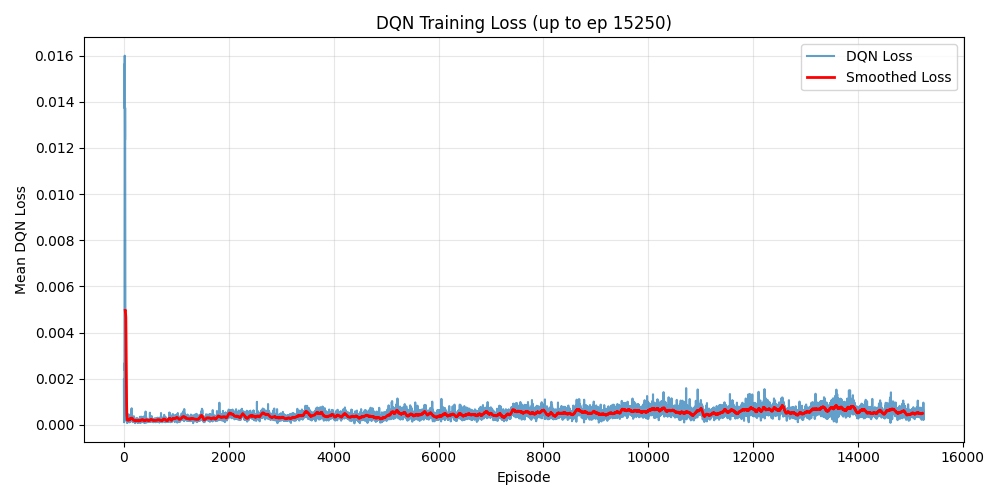 DQN Training Loss (up to ep 15250)
DQN Loss
Smoothed Loss
Mean DQN Loss
0.016
0.014
0.012
0.010
0.008
0.006
0.004
0.002
0.000
0 2000 4000 6000 8000 10000 12000 14000 16000
Episode